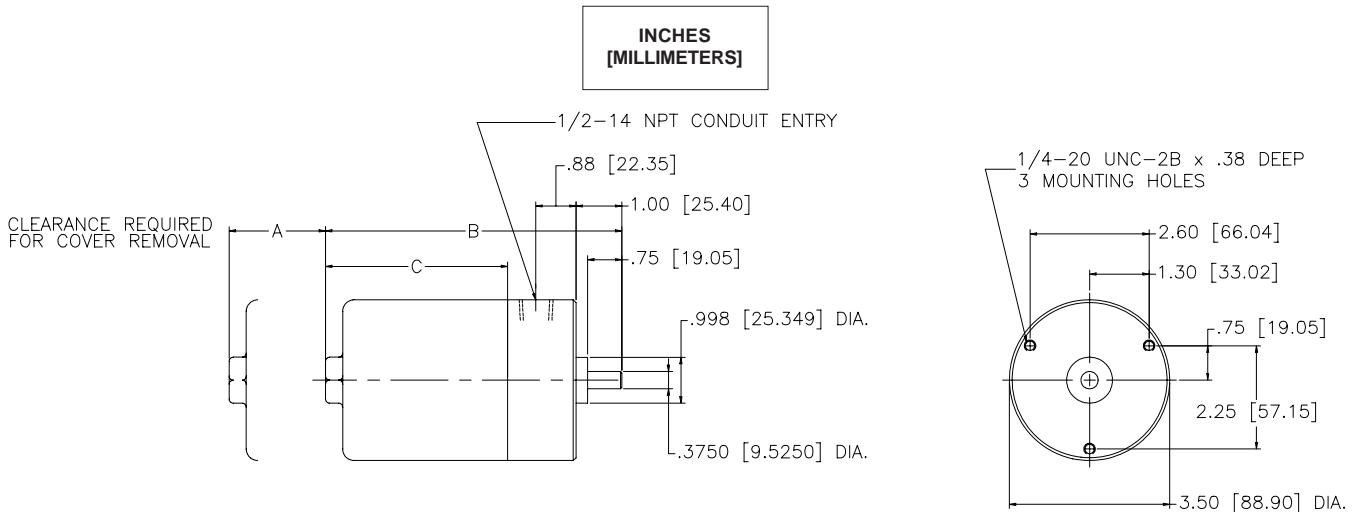 INCHES
[MILLIMETERS]
1/2-14 NPT CONDUIT ENTRY
.88 [22.35]
1.00 [25.40]
CLEARANCE REQUIRED
FOR COVER REMOVAL
A
B
.75 [19.05]
C
.998 [25.349] DIA.
.3750 [9.5250] DIA.
1/4-20 UNC-2B x .38 DEEP
3 MOUNTING HOLES
2.60 [66.04]
1.30 [33.02]
.75 [19.05]
2.25 [57.15]
3.50 [88.90] DIA.